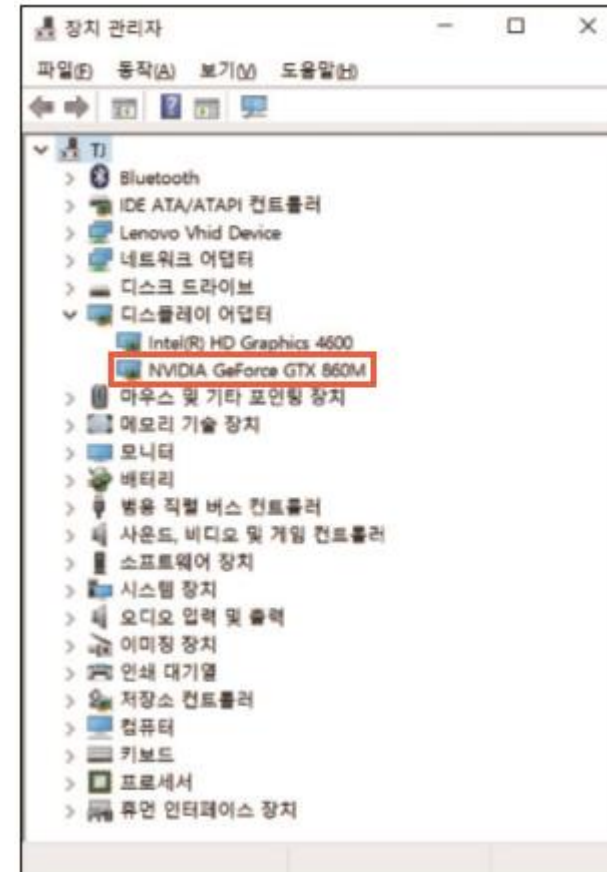 장치 관리자
파일(F) 동작(A) 보기(V) 도움말(H)
TJ
Bluetooth
IDE ATA/ATAPI 컨트롤러
Lenovo Vhid Device
네트워크 어댑터
디스크 드라이브
디스플레이 어댑터
Intel(R) HD Graphics 4600
NVIDIA GeForce GTX 860M
마우스 및 기타 포인팅 장치
메모리 기술 장치
모니터
배터리
범용 직렬 버스 컨트롤러
사운드, 비디오 및 게임 컨트롤러
소프트웨어 장치
시스템 장치
오디오 입력 및 출력
이미징 장치
인쇄 대기열
저장소 컨트롤러
컴퓨터
키보드
프로세서
휴먼 인터페이스 장치